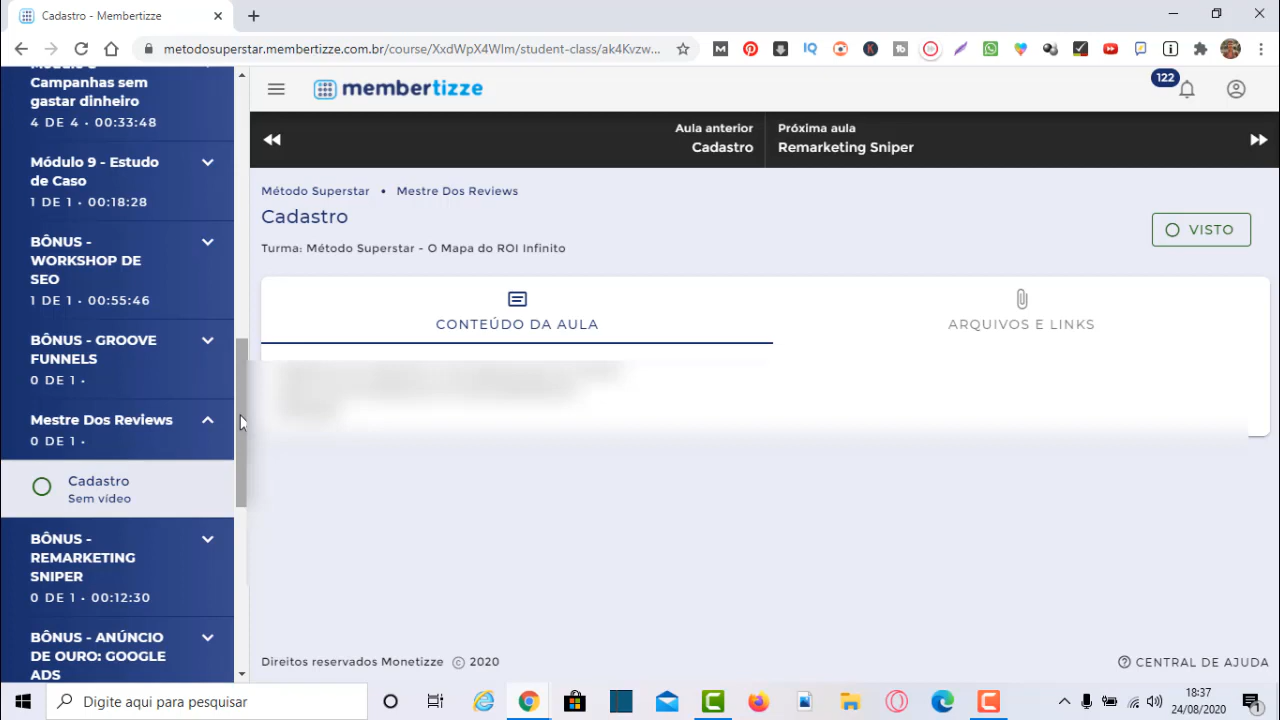 Cadastro - Membertizze
metodosuperstar.membertizze.com.br/course/XxdWpX4Wlm/student-class/ak4Kvzw...
Campanhas sem
gastar dinheiro
4 DE 4 • 00:33:48
Módulo 9 - Estudo
de Caso
1 DE 1 • 00:18:28
BÔNUS -
WORKSHOP DE
SEO
1 DE 1 • 00:55:46
BÔNUS - GROOVE
FUNNELS
0 DE 1 •
Mestre Dos Reviews
0 DE 1 •
Cadastro
Sem vídeo
BÔNUS -
REMARKETING
SNIPER
0 DE 1 • 00:12:30
BÔNUS - ANÚNCIO
DE OURO: GOOGLE
ADS
membertizze
122
Aula anterior
Cadastro
Próxima aula
Remarketing Sniper
Método Superstar • Mestre Dos Reviews
Cadastro
VISTO
Turma: Método Superstar - O Mapa do ROI Infinito
CONTEÚDO DA AULA
ARQUIVOS E LINKS
Direitos reservados Monetizze © 2020
CENTRAL DE AJUDA
Digite aqui para pesquisar
18:37
24/08/2020